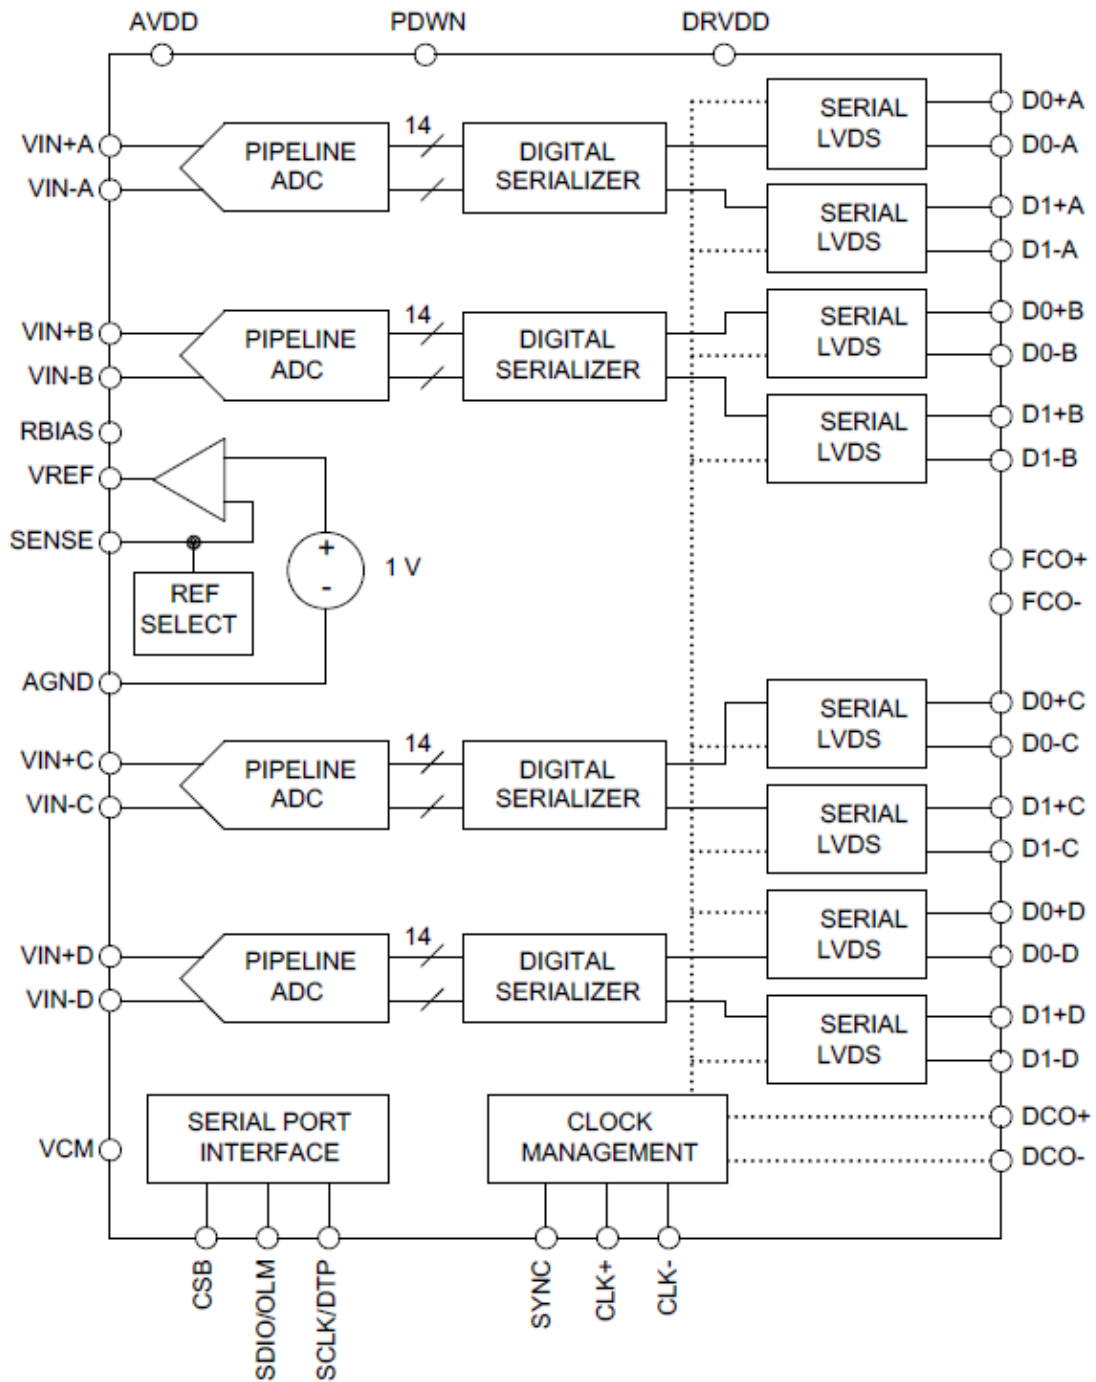 AVDD
PDWN
DRVDD
VIN+A
VIN-A
PIPELINE
ADC
14
DIGITAL
SERIALIZER
SERIAL
LVDS
D0+A
D0-A
SERIAL
LVDS
D1+A
D1-A
VIN+B
VIN-B
PIPELINE
ADC
14
DIGITAL
SERIALIZER
SERIAL
LVDS
D0+B
D0-B
SERIAL
LVDS
D1+B
D1-B
RBIAS
VREF
SENSE
+
-
1 V
REF
SELECT
AGND
FCO+
FCO-
VIN+C
VIN-C
PIPELINE
ADC
14
DIGITAL
SERIALIZER
SERIAL
LVDS
D0+C
D0-C
SERIAL
LVDS
D1+C
D1-C
VIN+D
VIN-D
PIPELINE
ADC
14
DIGITAL
SERIALIZER
SERIAL
LVDS
D0+D
D0-D
SERIAL
LVDS
D1+D
D1-D
VCM
SERIAL PORT
INTERFACE
CLOCK
MANAGEMENT
DCO+
DCO-
CSB
SDIO/OLM
SCLK/DTP
SYNC
CLK+
CLK-